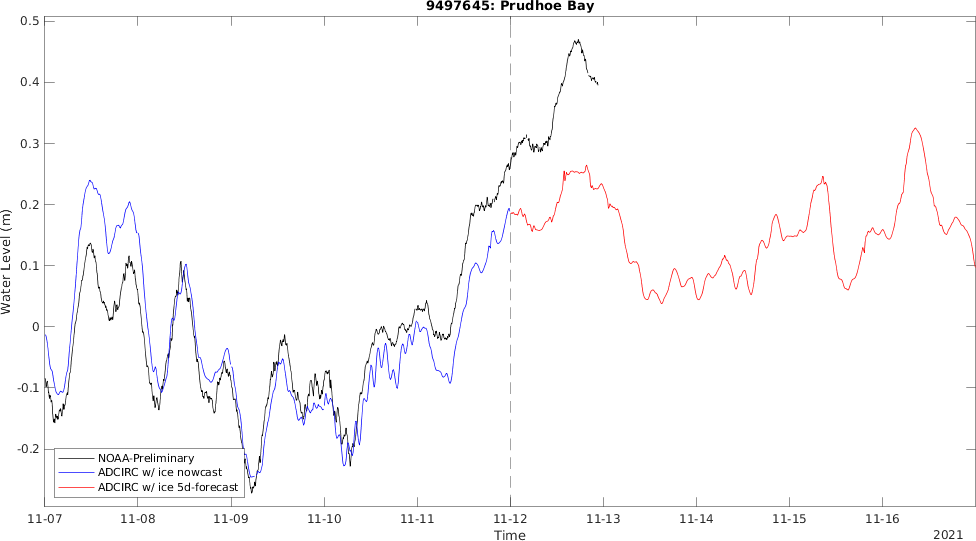 9497645: Prudhoe Bay
Water Level (m)
0.5
0.4
0.3
0.2
0.1
0
-0.1
-0.2
NOAA-Preliminary
ADCIRC w/ ice nowcast
ADCIRC w/ ice 5d-forecast
11-07 11-08 11-09 11-10 11-11 11-12 11-13 11-14 11-15 11-16
Time
2021